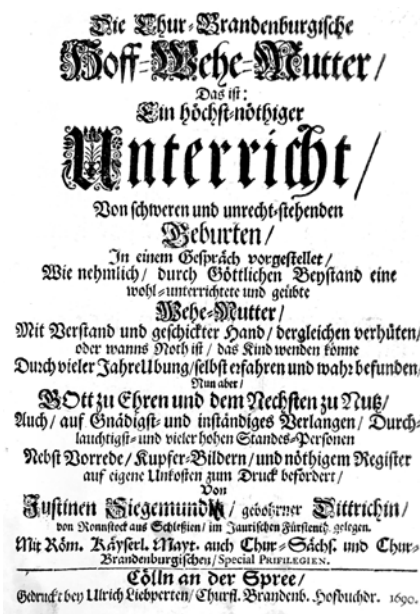 Die Chur-Brandenburgische
Hoff-Wehe-Mutter/
Das ist:
Ein höchst-nöthiger
Unterricht/
Von schweren und unrecht-stehenden
Geburten/
In einem Gespräch vorgestellet/
Wie nehmlich/ durch Göttlichen Beystand eine
wohl-unterrichtete und geübte
Wehe-Mutter/
Mit Verstand und geschickter Hand/ dergleichen verhüten/
oder wanns Noth ist/ das Kind wenden könne
Durch vieler Jahre Ubung/ selbst erfahren und wahr befunden/
Nun aber/
GOtt zu Ehren und dem Nechsten zu Nutz/
Auch/ auf Gnädigst- und inständiges Verlangen/ Durch-
lauchtigst- und vieler hohen Standes-Personen
Nebst Vorrede/ Kupfer-Bildern/ und nöthigem Register
auf eigene Unkosten zum Druck befördert/
Von
Justinen Siegemundin/ gebohrner Dittrichin/
von Ronnstock aus Schlesien/ im Jaurischen Fürstenth. gelegen.
Mit Röm. Käyserl. Mayt. auch Chur-Sächs. und Chur-
Brandenburgischen/ Special PRIFILEGIEN.
Cölln an der Spree/
Gedruckt bey Ulrich Liebperten/ Churfl. Brandenb. Hofbuchdr. 1690.